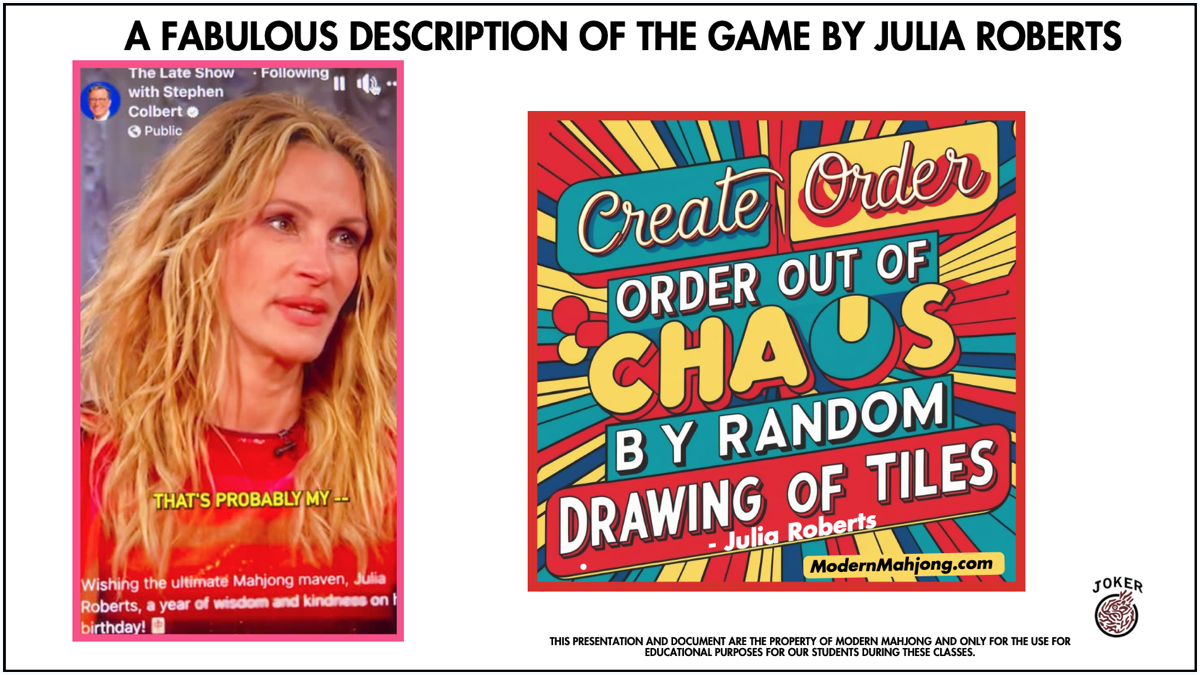 A FABULOUS DESCRIPTION OF THE GAME BY JULIA ROBERTS
The Late Show · Following
with Stephen
Colbert
Public
THAT'S PROBABLY MY --
Wishing the ultimate Mahjong maven, Julia
Roberts, a year of wisdom and kindness on
birthday!
Create Order
ORDER OUT OF
CHAUS
BY RANDOM
DRAWING OF TILES
- Julia Roberts
ModernMahjong.com
JOKER
THIS PRESENTATION AND DOCUMENT ARE THE PROPERTY OF MODERN MAHJONG AND ONLY FOR THE USE FOR
EDUCATIONAL PURPOSES FOR OUR STUDENTS DURING THESE CLASSES.